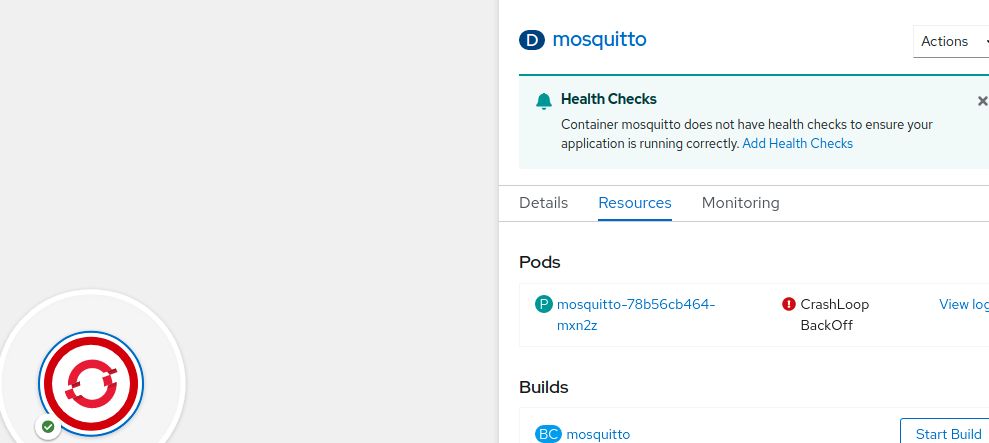 D mosquitto
Actions
Health Checks
Container mosquitto does not have health checks to ensure your
application is running correctly. Add Health Checks
Details Resources Monitoring
Pods
P mosquitto-78b56cb464-
mxn2z
CrashLoop
BackOff
View log
Builds
BC mosquitto
Start Build